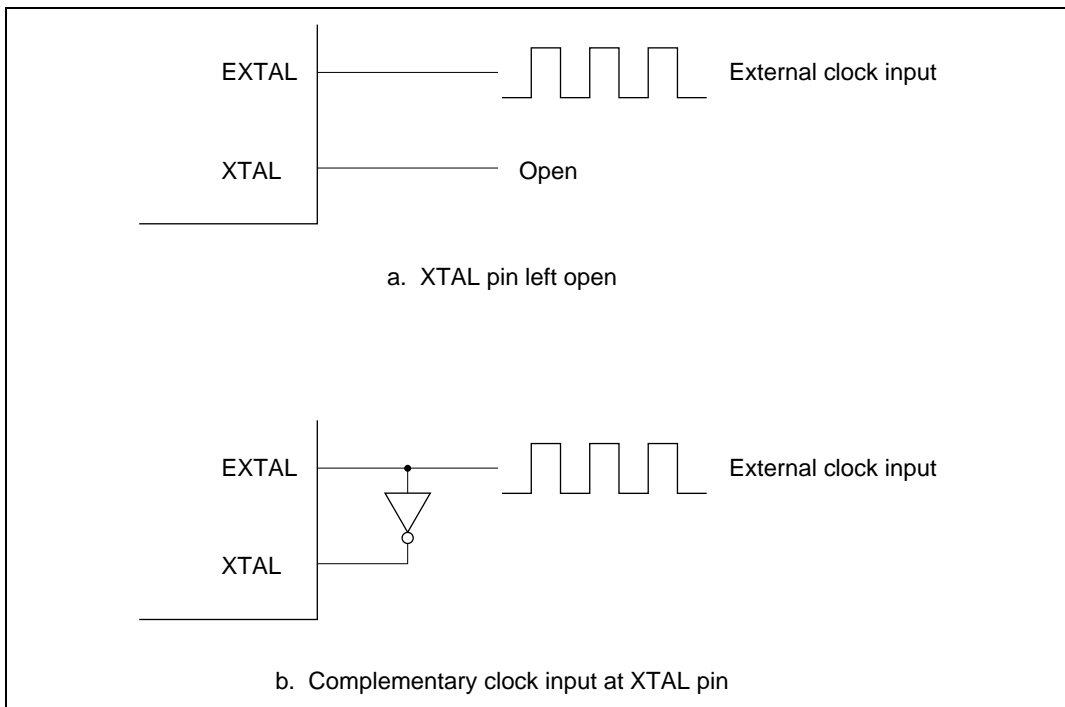 EXTAL
External clock input
XTAL
Open
a. XTAL pin left open
EXTAL
External clock input
XTAL
b. Complementary clock input at XTAL pin